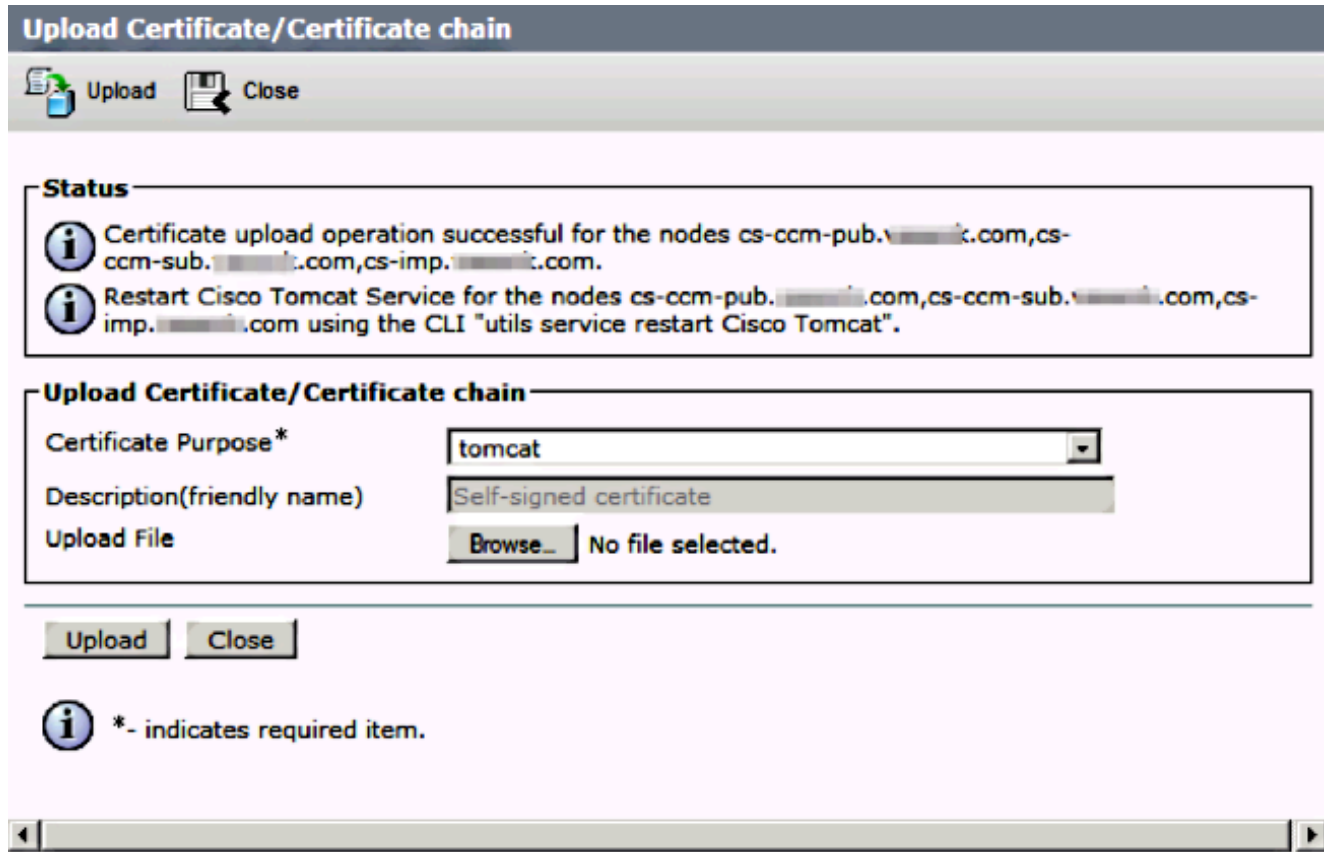 Upload Certificate/Certificate chain
Upload Close
Status
Certificate upload operation successful for the nodes cs-ccm-pub. .com,cs-
ccm-sub. .com,cs-imp. .com.
Restart Cisco Tomcat Service for the nodes cs-ccm-pub. .com,cs-ccm-sub. .com,cs-
imp. .com using the CLI "utils service restart Cisco Tomcat".
Upload Certificate/Certificate chain
Certificate Purpose* tomcat
Description(friendly name) Self-signed certificate
Upload File Browse... No file selected.
Upload Close
*- indicates required item.